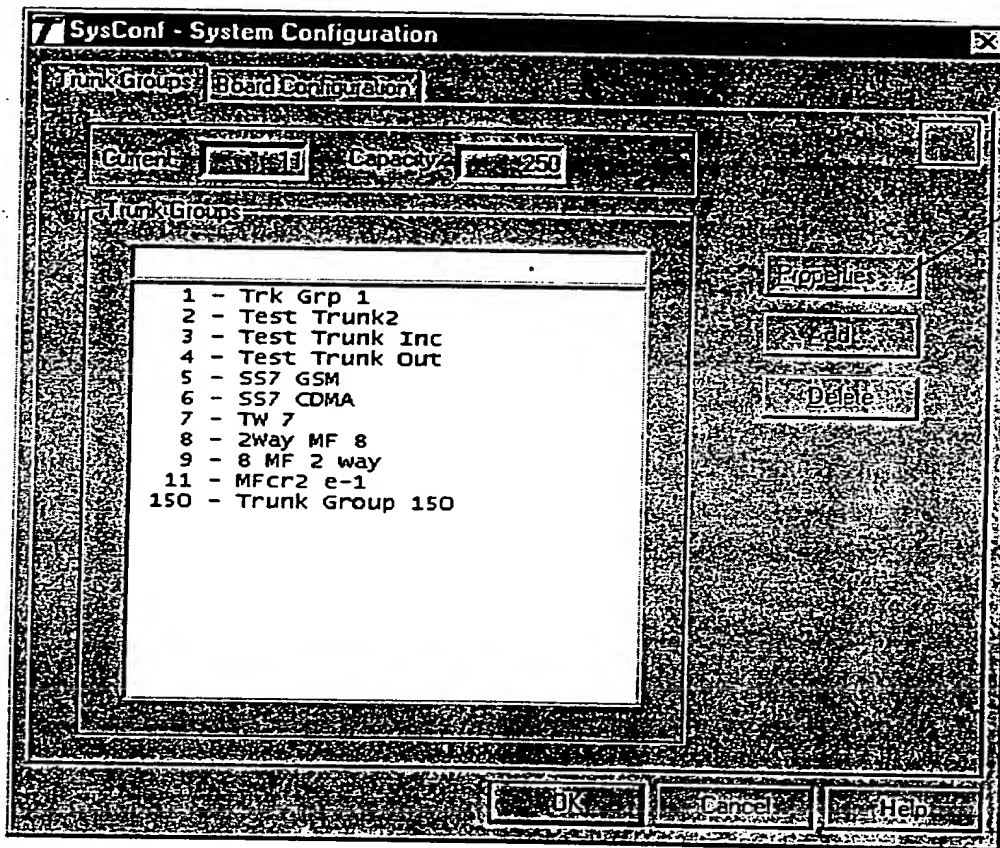 SysConf - System Configuration
Trunk Groups Board Configuration
Current: 11 Capacity: 250
Trunk Groups
1 - Trk Grp 1
2 - Test Trunk2
3 - Test Trunk Inc
4 - Test Trunk Out
5 - SS7 GSM
6 - SS7 CDMA
7 - TW 7
8 - 2Way MF 8
9 - 8 MF 2 way
11 - MFcr2 e-1
150 - Trunk Group 150
Properties
Add
Delete
OK Cancel Help